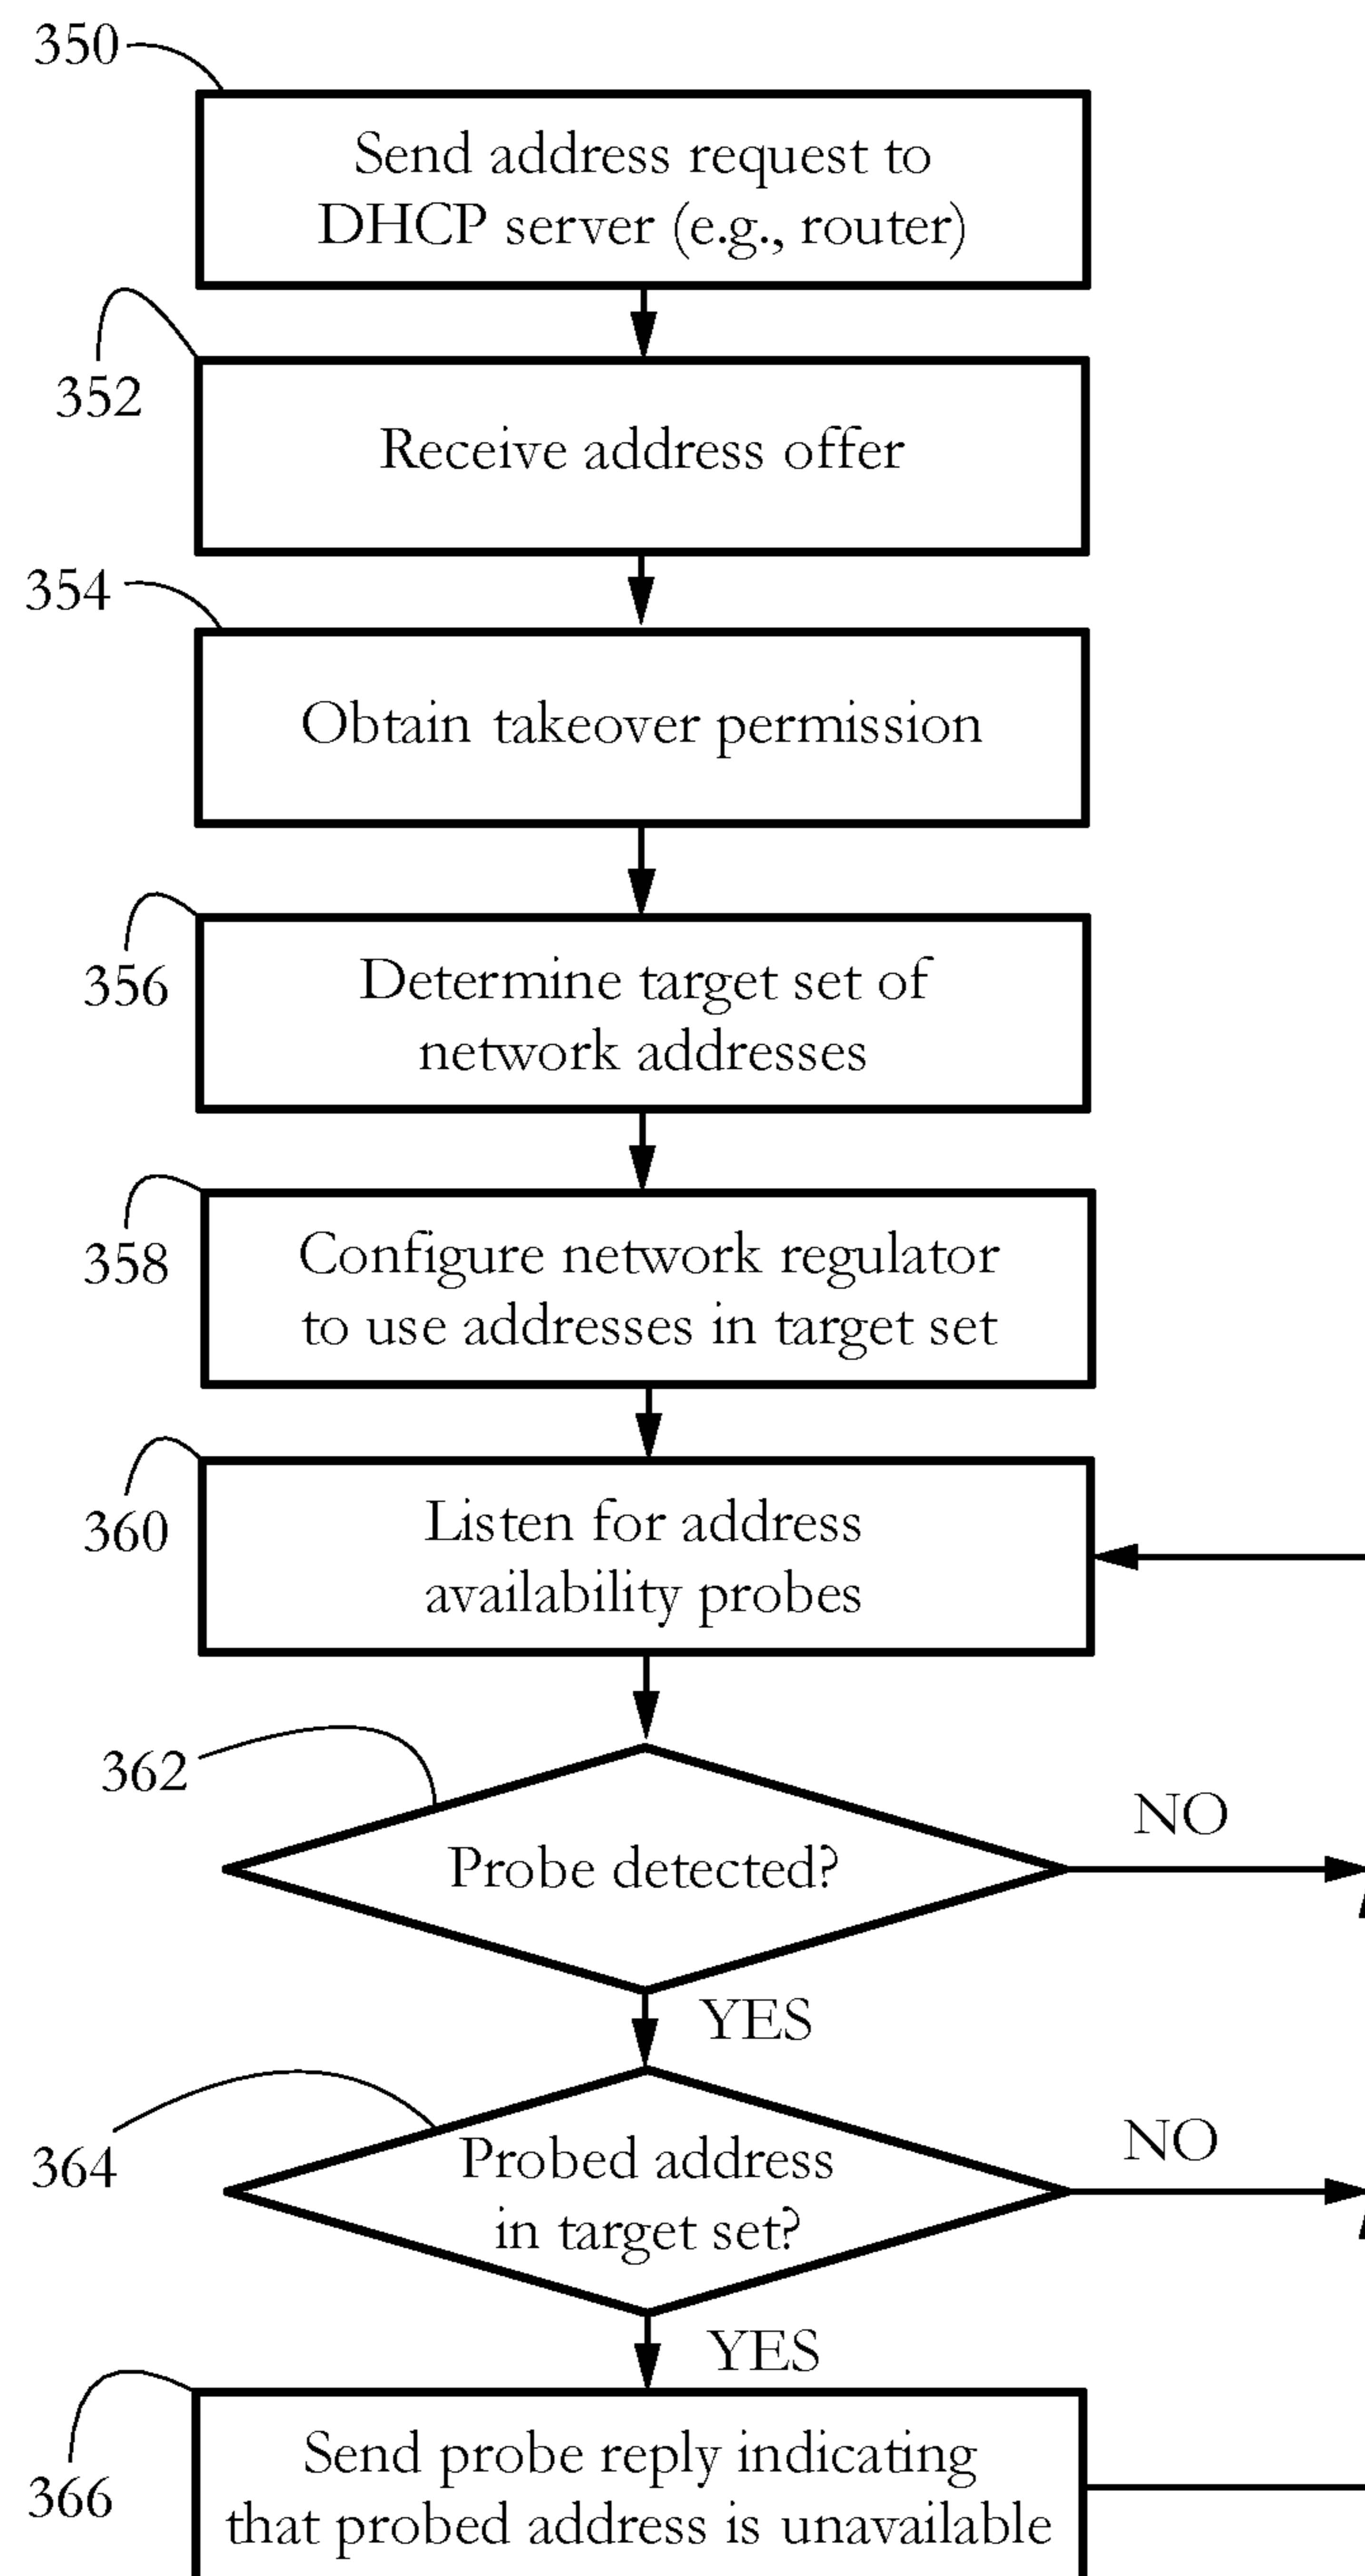 350
Send address request to
DHCP server (e.g., router)
352
Receive address offer
354
Obtain takeover permission
356
Determine target set of
network addresses
358
Configure network regulator
to use addresses in target set
360
Listen for address
availability probes
362
Probe detected?
NO
YES
364
Probed address
in target set?
NO
YES
366
Send probe reply indicating
that probed address is unavailable